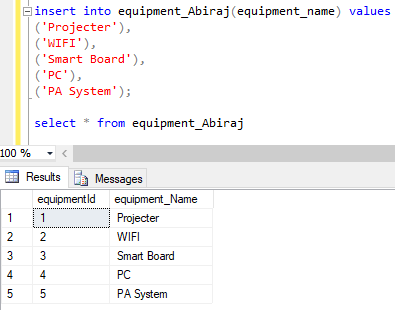 insert into equipment_Abiraj(equipment_name) values
('Projecter'),
('WIFI'),
('Smart Board'),
('PC'),
('PA System');
select * from equipment_Abiraj
100 %
Results Messages
equipmentId equipment_Name
1 1 Projecter
2 2 WIFI
3 3 Smart Board
4 4 PC
5 5 PA System